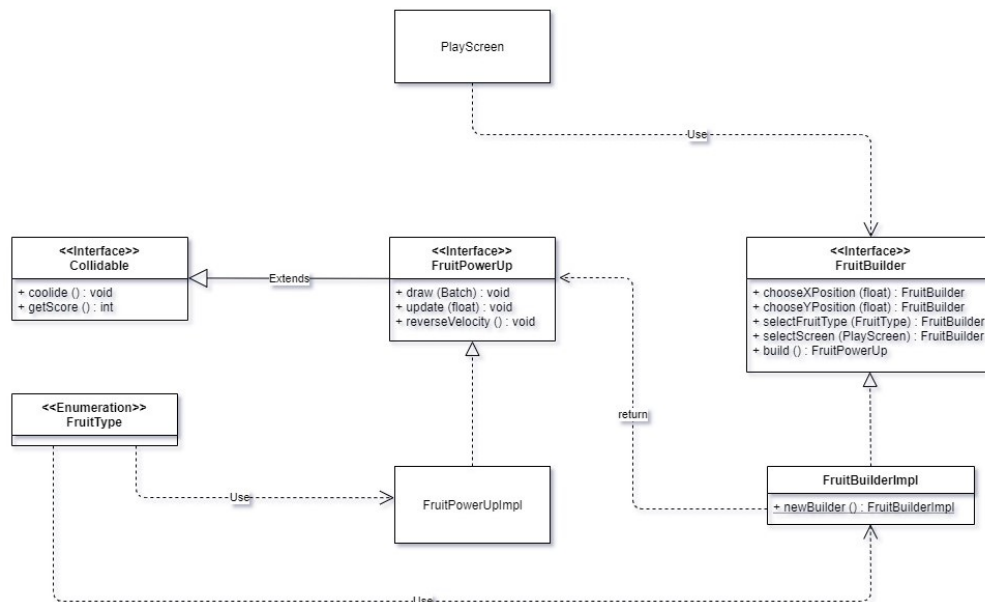 PlayScreen
Use
<<Interface>>
Collidable
+ coolide () : void
+ getScore () : int
Extends
<<Interface>>
FruitPowerUp
+ draw (Batch) : void
+ update (float) : void
+ reverseVelocity () : void
<<Interface>>
FruitBuilder
+ chooseXPosition (float) : FruitBuilder
+ chooseYPosition (float) : FruitBuilder
+ selectFruitType (FruitType) : FruitBuilder
+ selectScreen (PlayScreen) : FruitBuilder
+ build () : FruitPowerUp
<<Enumeration>>
FruitType
return
Use
FruitPowerUpImpl
FruitBuilderImpl
+ newBuilder () : FruitBuilderImpl
Use